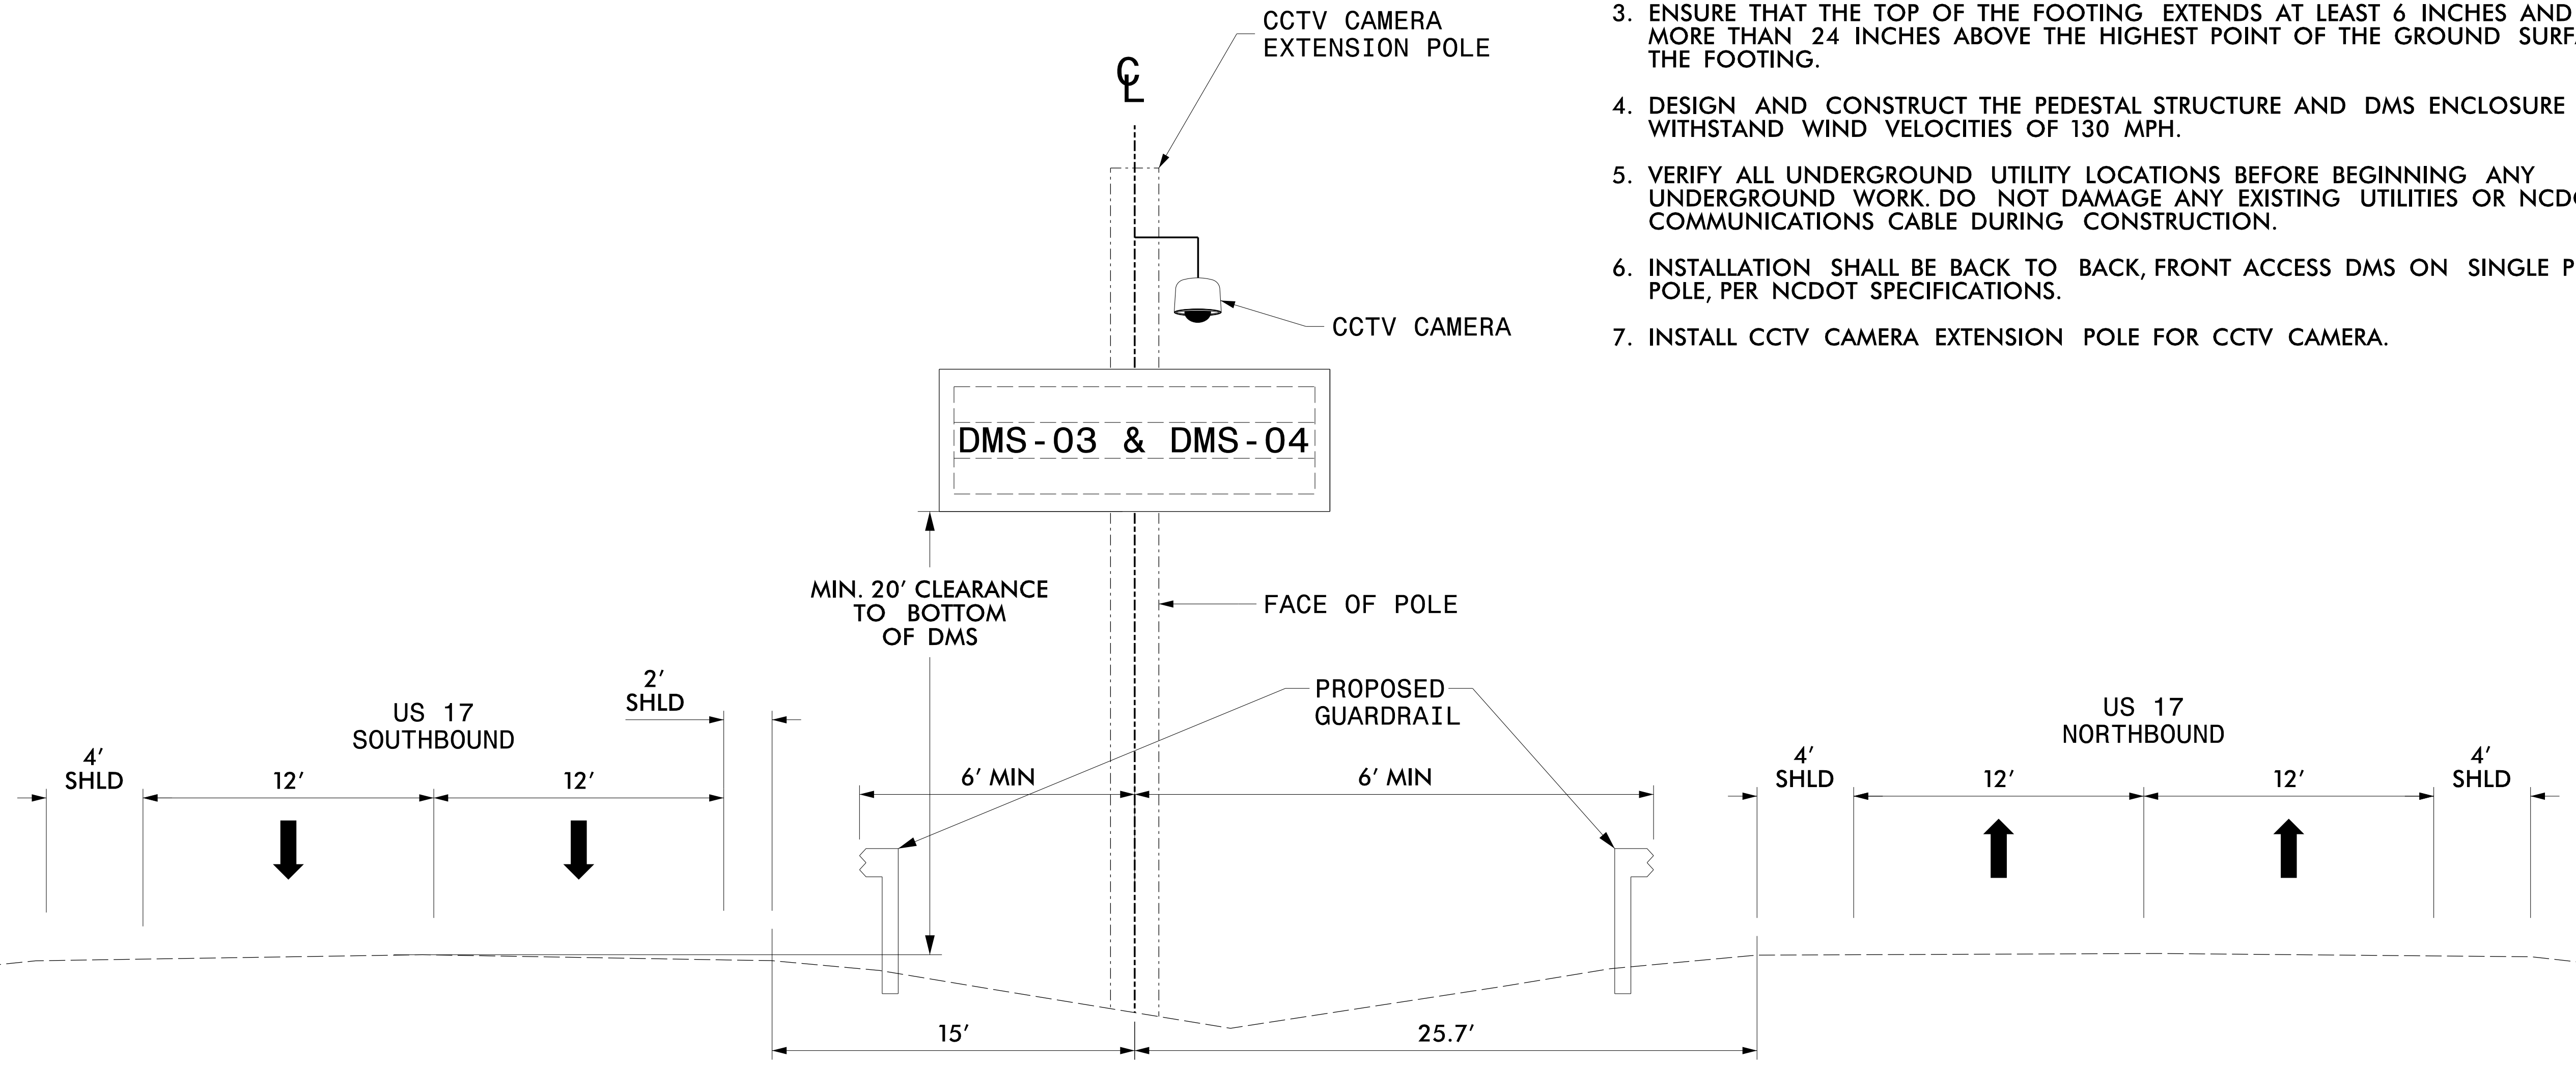 CCTV CAMERA
EXTENSION POLE
CL
3. ENSURE THAT THE TOP OF THE FOOTING EXTENDS AT LEAST 6 INCHES AND
MORE THAN 24 INCHES ABOVE THE HIGHEST POINT OF THE GROUND
THE FOOTING.
4. DESIGN AND CONSTRUCT THE PEDESTAL STRUCTURE AND DMS ENCLOSURE
WITHSTAND WIND VELOCITIES OF 130 MPH.
5. VERIFY ALL UNDERGROUND UTILITY LOCATIONS BEFORE BEGINNING ANY
UNDERGROUND WORK. DO NOT DAMAGE ANY EXISTING UTILITIES OR
COMMUNICATIONS CABLE DURING CONSTRUCTION.
6. INSTALLATION SHALL BE BACK TO BACK, FRONT ACCESS DMS ON SINGLE
POLE, PER NCDOT SPECIFICATIONS.
7. INSTALL CCTV CAMERA EXTENSION POLE FOR CCTV CAMERA.
CCTV CAMERA
DMS-03 & DMS-04
MIN. 20' CLEARANCE
TO BOTTOM
OF DMS
FACE OF POLE
PROPOSED
GUARDRAIL
US 17
SOUTHBOUND
2'
SHLD
4'
SHLD
12'
12'
6' MIN
6' MIN
US 17
NORTHBOUND
4'
SHLD
12'
12'
4'
SHLD
15'
25.7'